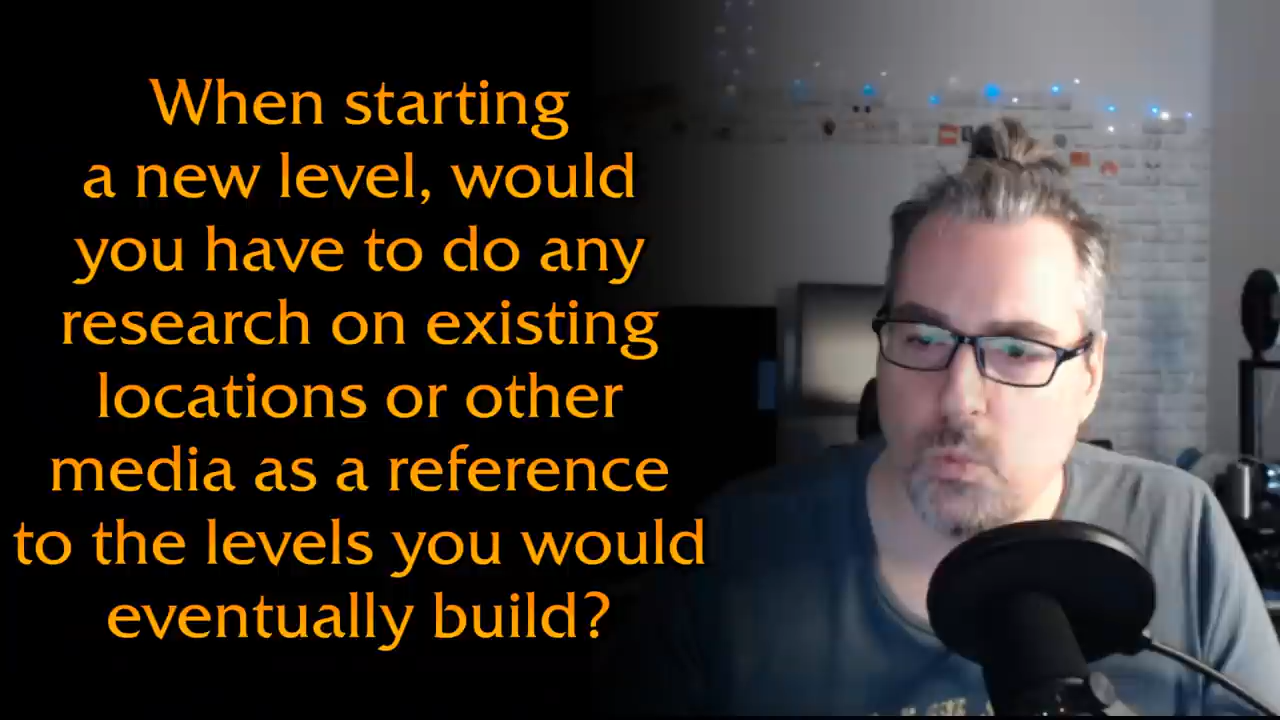 When starting
a new level, would
you have to do any
research on existing
locations or other
media as a reference
to the levels you would
eventually build?